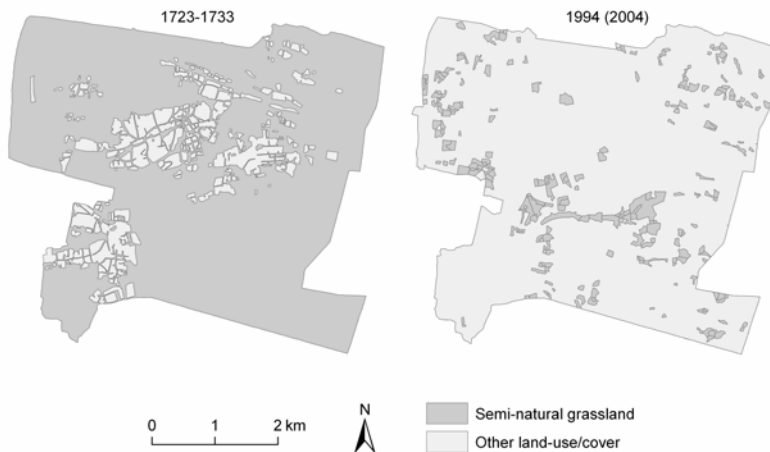 1723-1733
1994 (2004)
0 1 2 km
N
Semi-natural grassland
Other land-use/cover